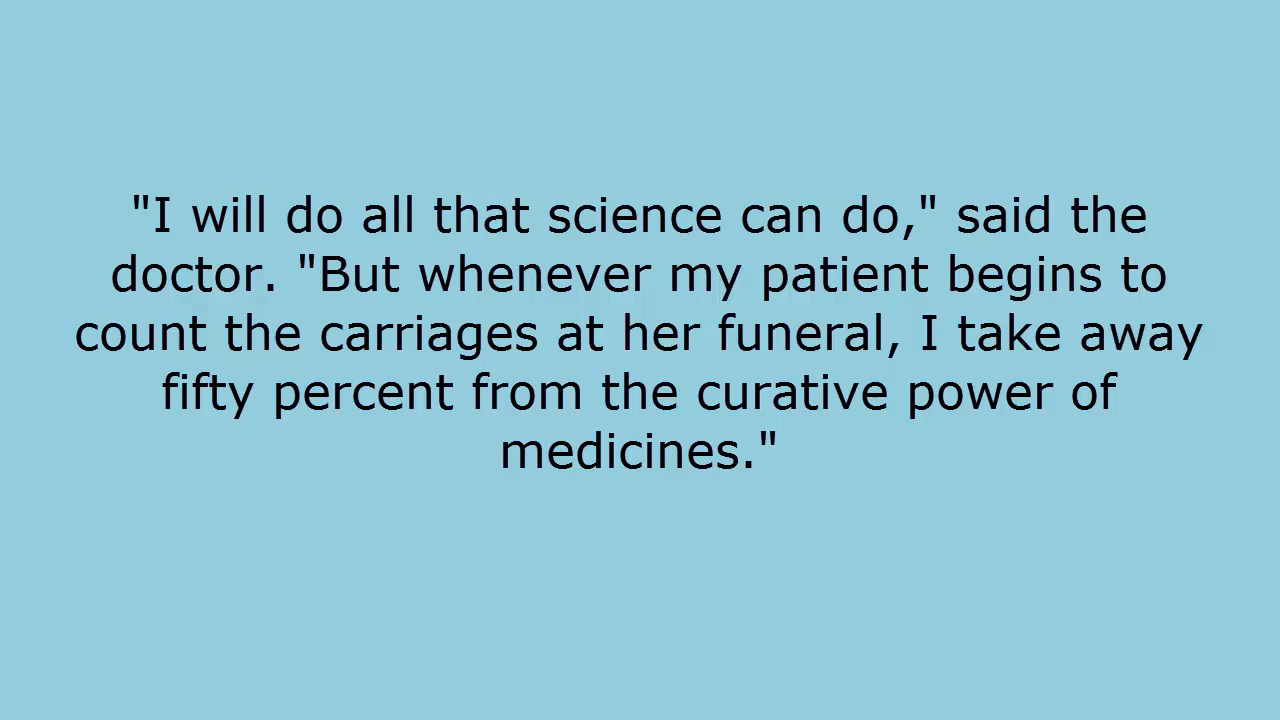 "I will do all that science can do," said the
doctor. "But whenever my patient begins to
count the carriages at her funeral, I take away
fifty percent from the curative power of
medicines."